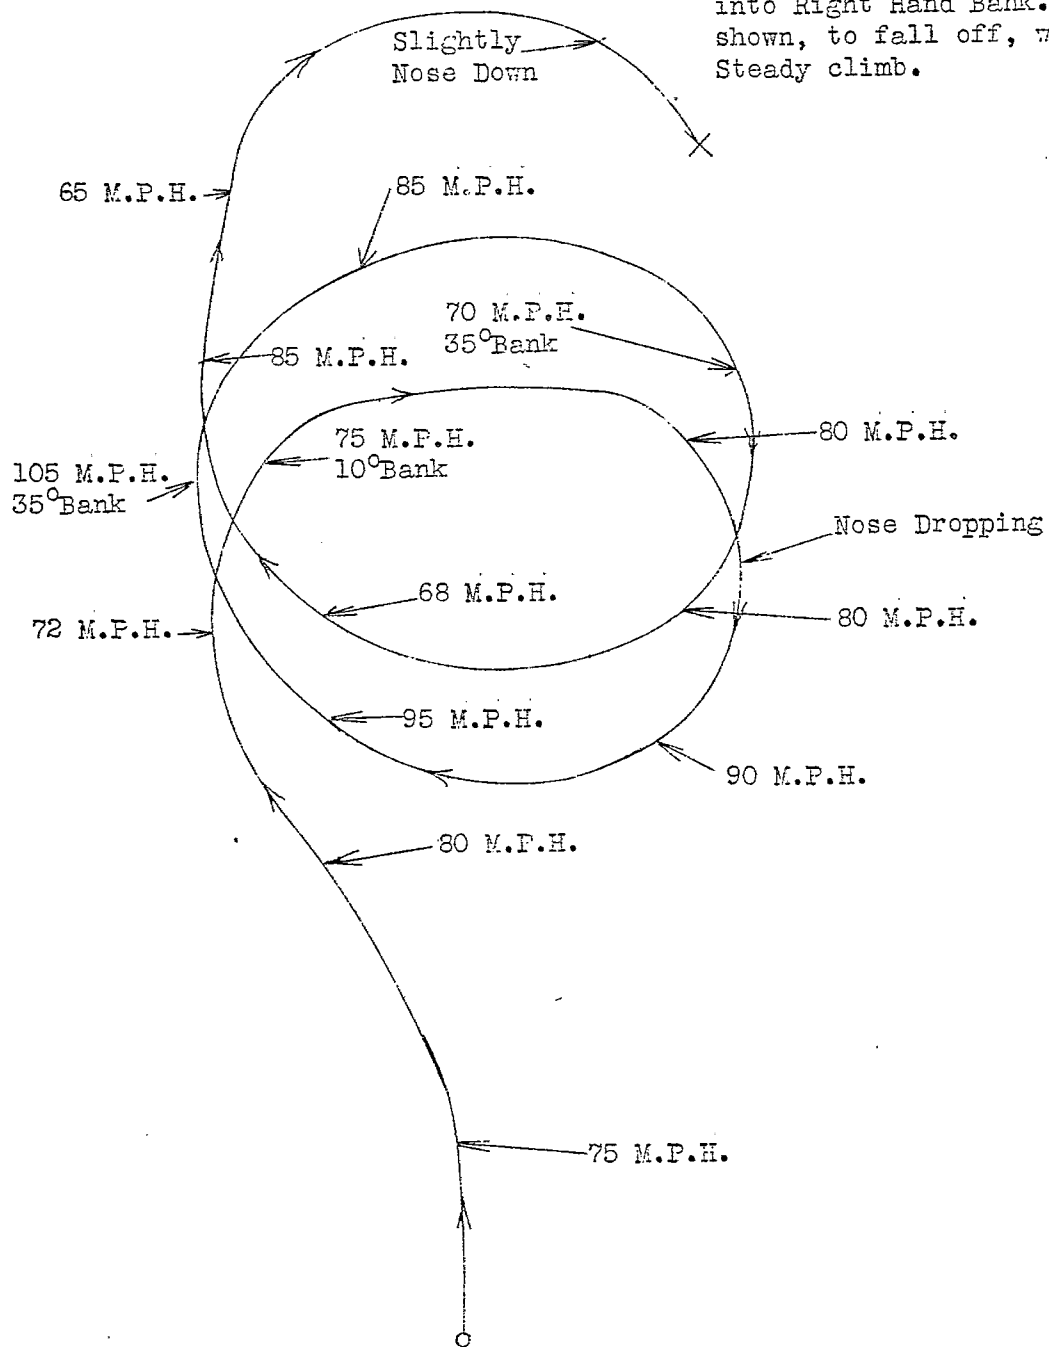 into Right Hand Bank.
shown, to fall off,
Steady climb.
Slightly
Nose Down
65 M.P.H.
85 M.P.H.
70 M.P.H.
35°Bank
85 M.P.H.
75 M.P.H.
10°Bank
80 M.P.H.
105 M.P.H.
35°Bank
Nose Dropping
68 M.P.H.
80 M.P.H.
72 M.P.H.
95 M.P.H.
90 M.P.H.
80 M.P.H.
75 M.P.H.